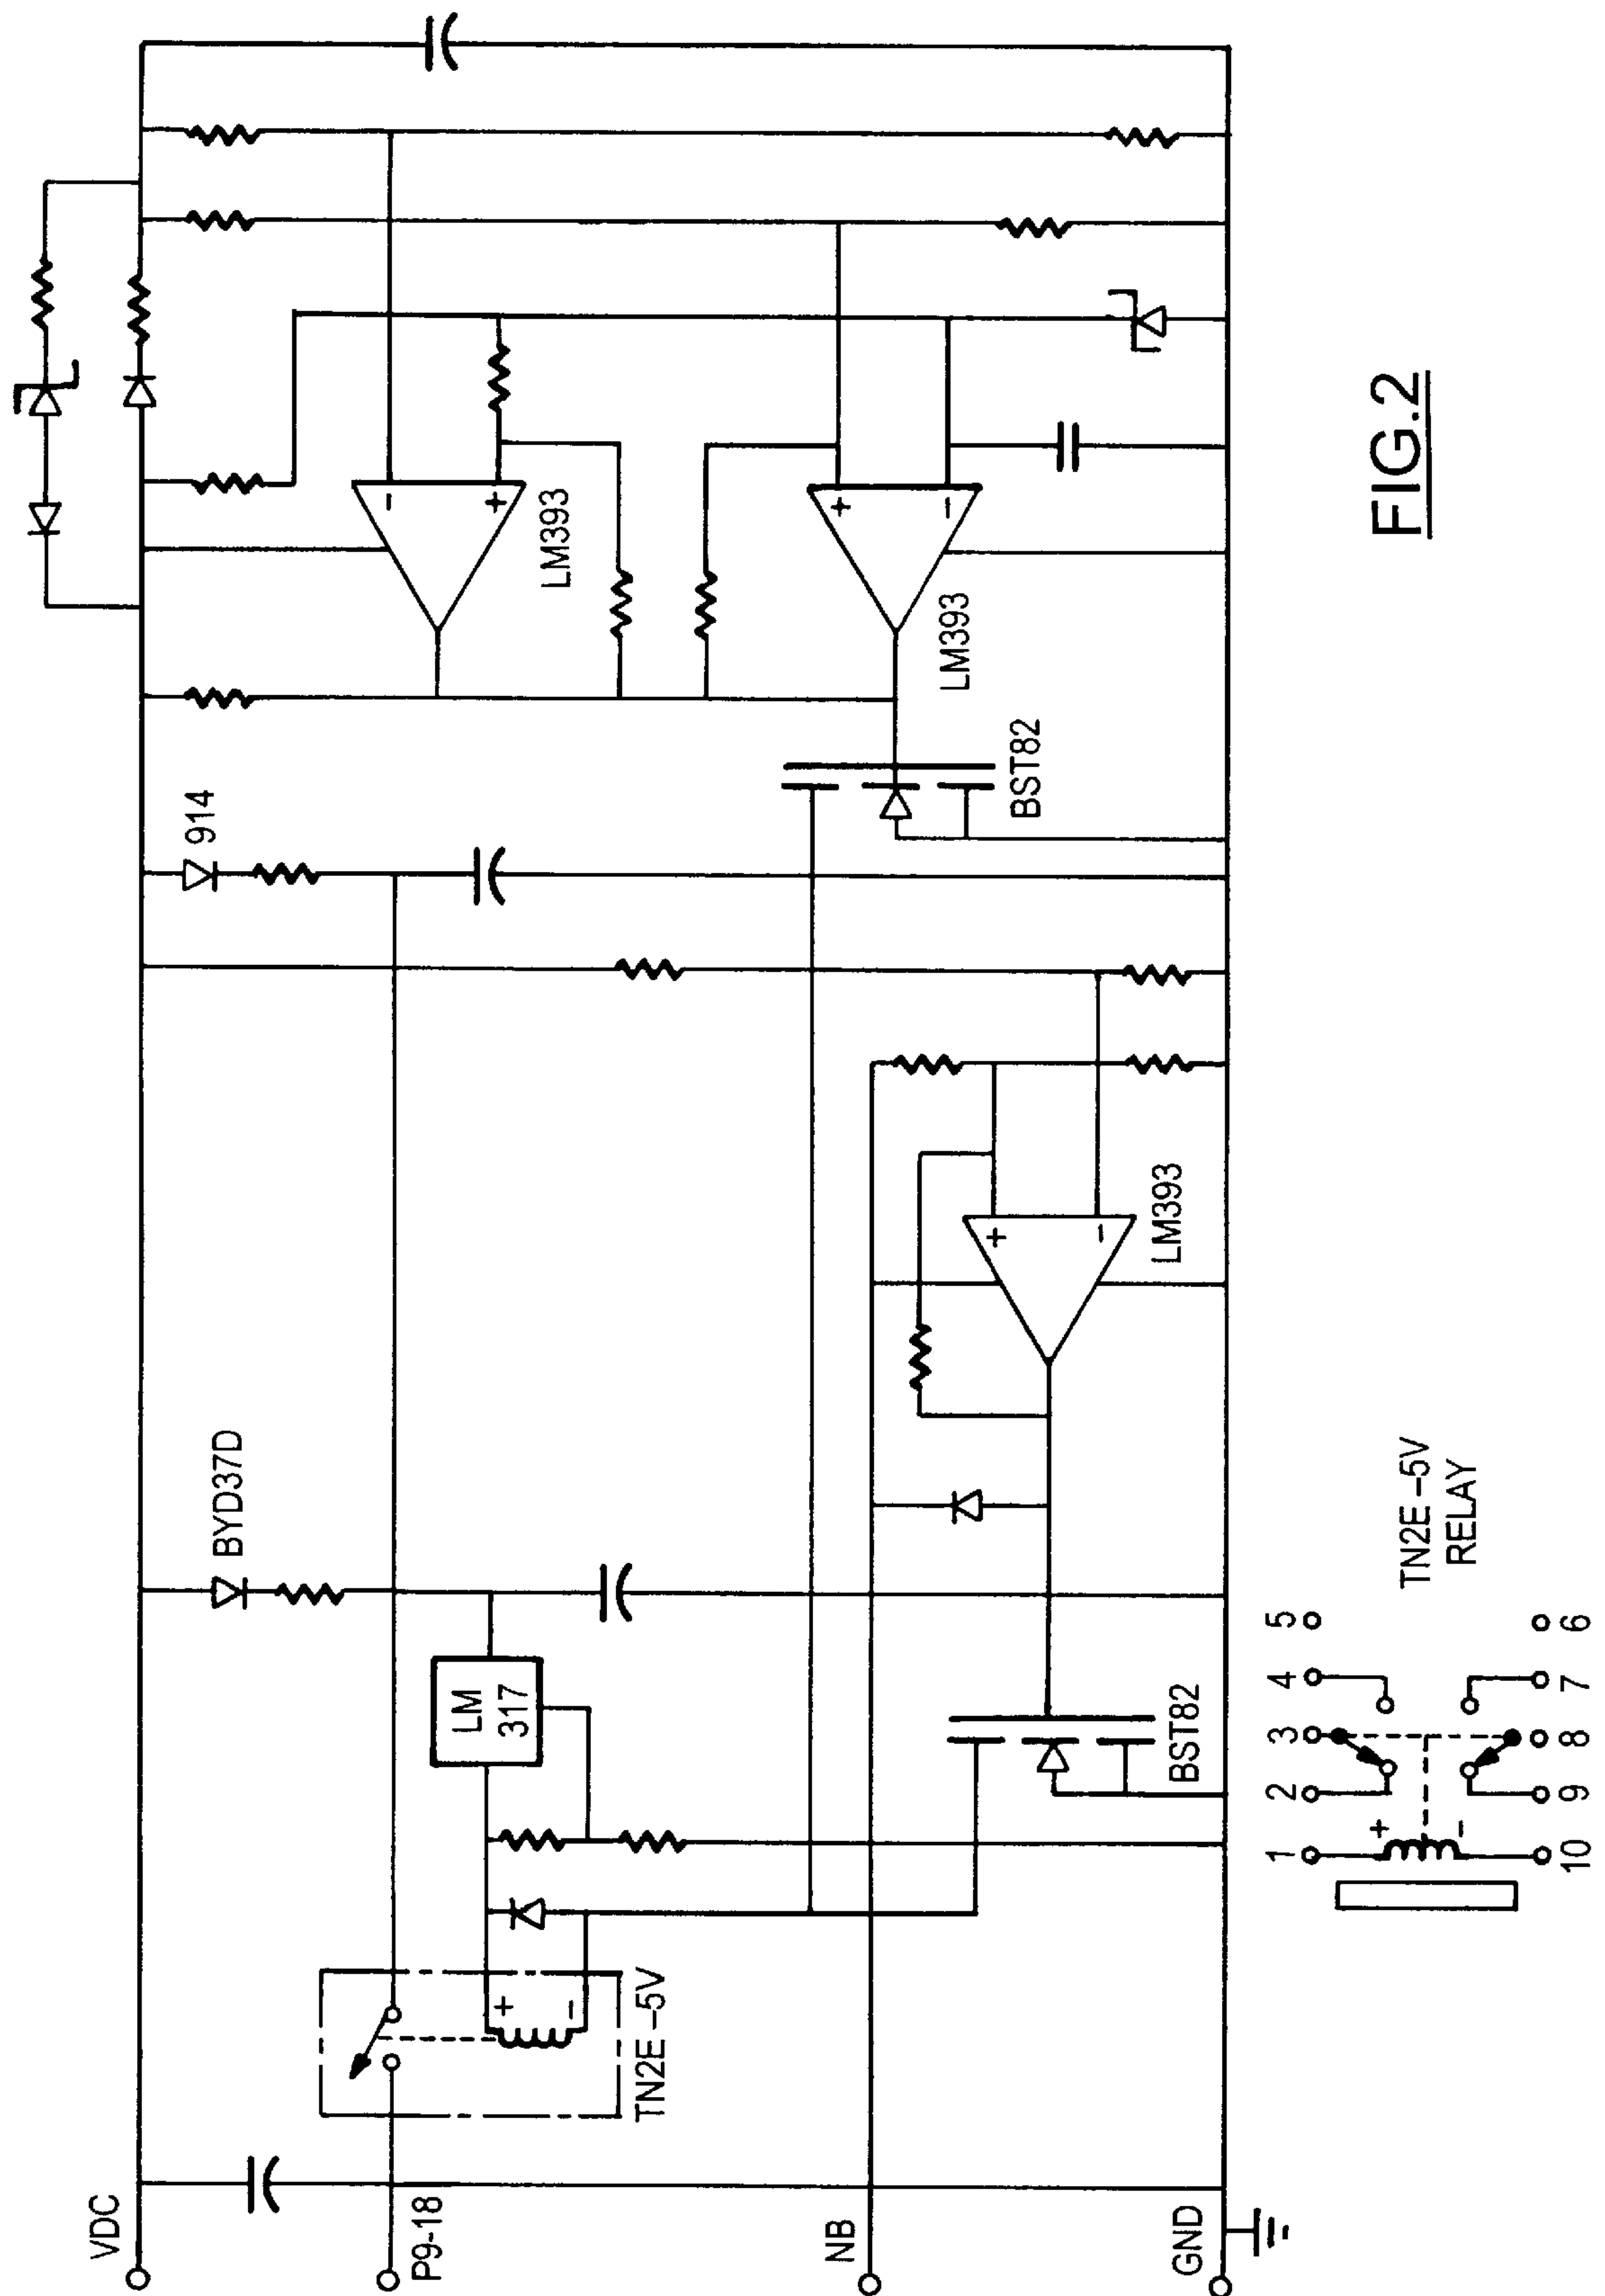 VDC
P9-18
NB
GND
TN2E –5V
+
–
LM
317
BYD37D
914
BST82
LM393
+
–
BST82
LM393
–
+
LM393
+
–
1
2
3
4
5
+
–
10
9
8
7
6
TN2E –5V
RELAY
FIG.2